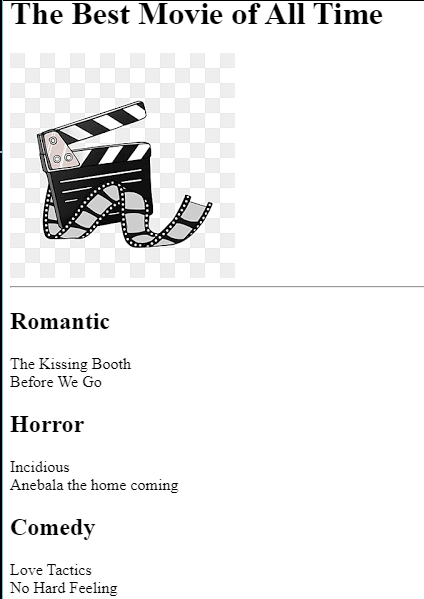 The Best Movie of All Time
Romantic
The Kissing Booth
Before We Go
Horror
Incidious
Anebala the home coming
Comedy
Love Tactics
No Hard Feeling